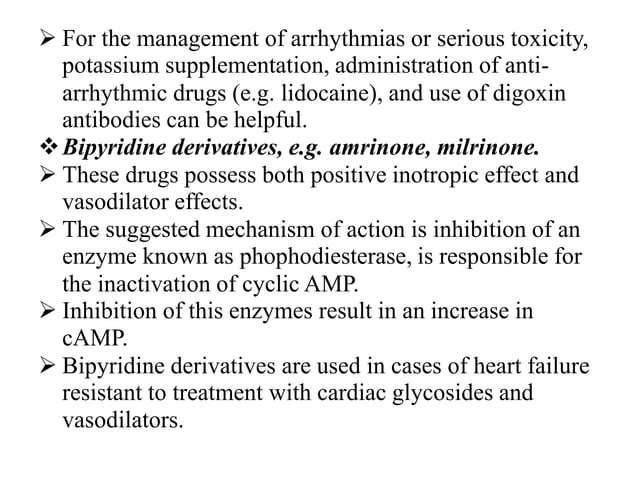 ➢ For the management of arrhythmias or serious toxicity,
potassium supplementation, administration of anti-
arrhythmic drugs (e.g. lidocaine), and use of digoxin
antibodies can be helpful.
❖ Bipyridine derivatives, e.g. amrinone, milrinone.
➢ These drugs possess both positive inotropic effect and
vasodilator effects.
➢ The suggested mechanism of action is inhibition of an
enzyme known as phophodiesterase, is responsible for
the inactivation of cyclic AMP.
➢ Inhibition of this enzymes result in an increase in
cAMP.
➢ Bipyridine derivatives are used in cases of heart failure
resistant to treatment with cardiac glycosides and
vasodilators.